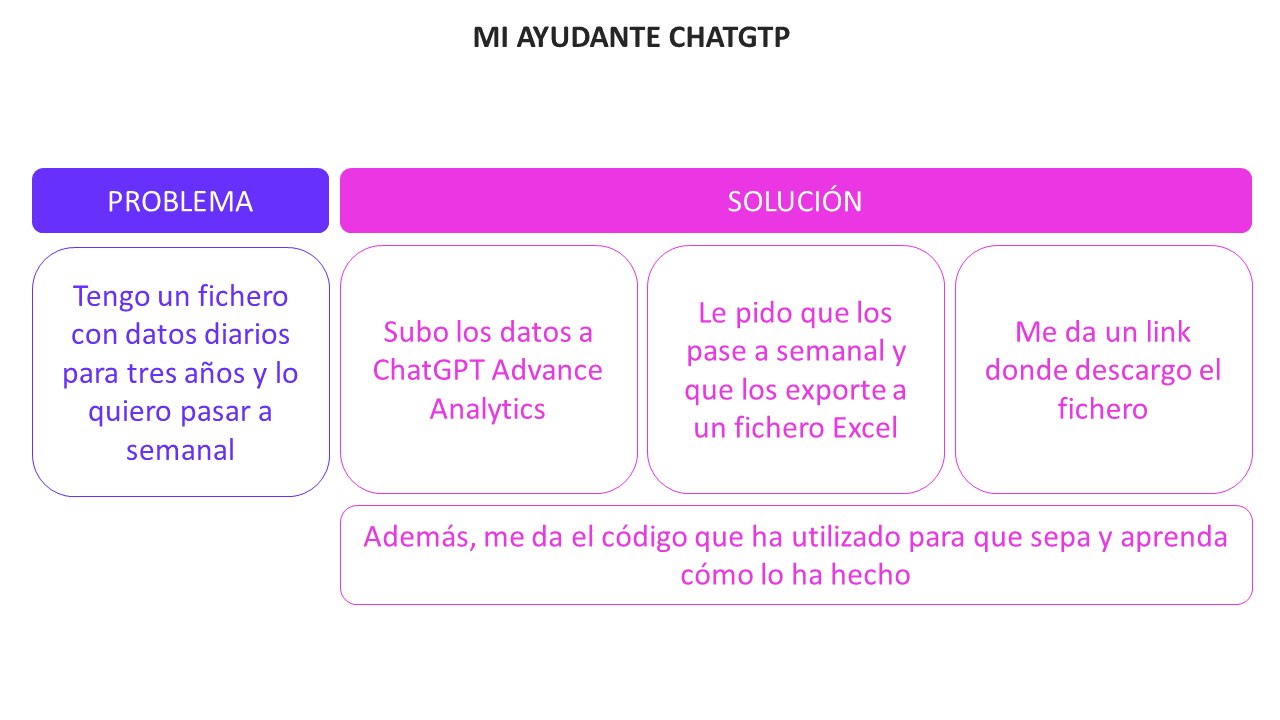 MI AYUDANTE CHATGTP
PROBLEMA
SOLUCIÓN
Tengo un fichero
con datos diarios
para tres años y lo
quiero pasar a
semanal
Subo los datos a
ChatGPT Advance
Analytics
Le pido que los
pase a semanal y
que los exporte a
un fichero Excel
Me da un link
donde descargo el
fichero
Además, me da el código que ha utilizado para que sepa y aprenda
cómo lo ha hecho